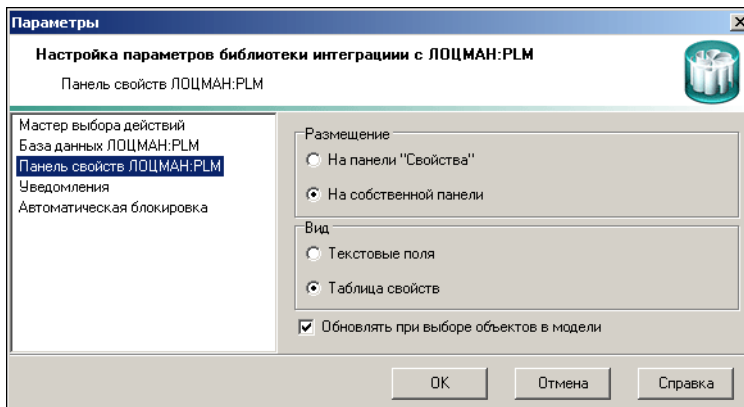 Параметры
Настройка параметров библиотеки интеграциии с ЛОЦМАН:PLM
Панель свойств ЛОЦМАН:PLM
Мастер выбора действий
База данных ЛОЦМАН:PLM
Панель свойств ЛОЦМАН:PLM
Уведомления
Автоматическая блокировка
Размещение
На панели "Свойства"
На собственной панели
Вид
Текстовые поля
Таблица свойств
Обновлять при выборе объектов в модели
OK
Отмена
Справка